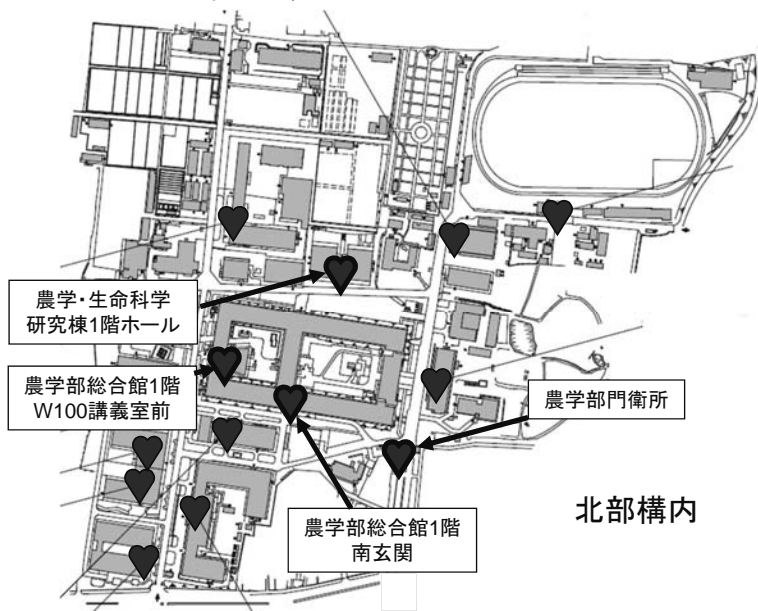 農学・生命科学
研究棟1階ホール
農学部総合館1階
W100講義室前
農学部門衛所
農学部総合館1階
南玄関
北部構内